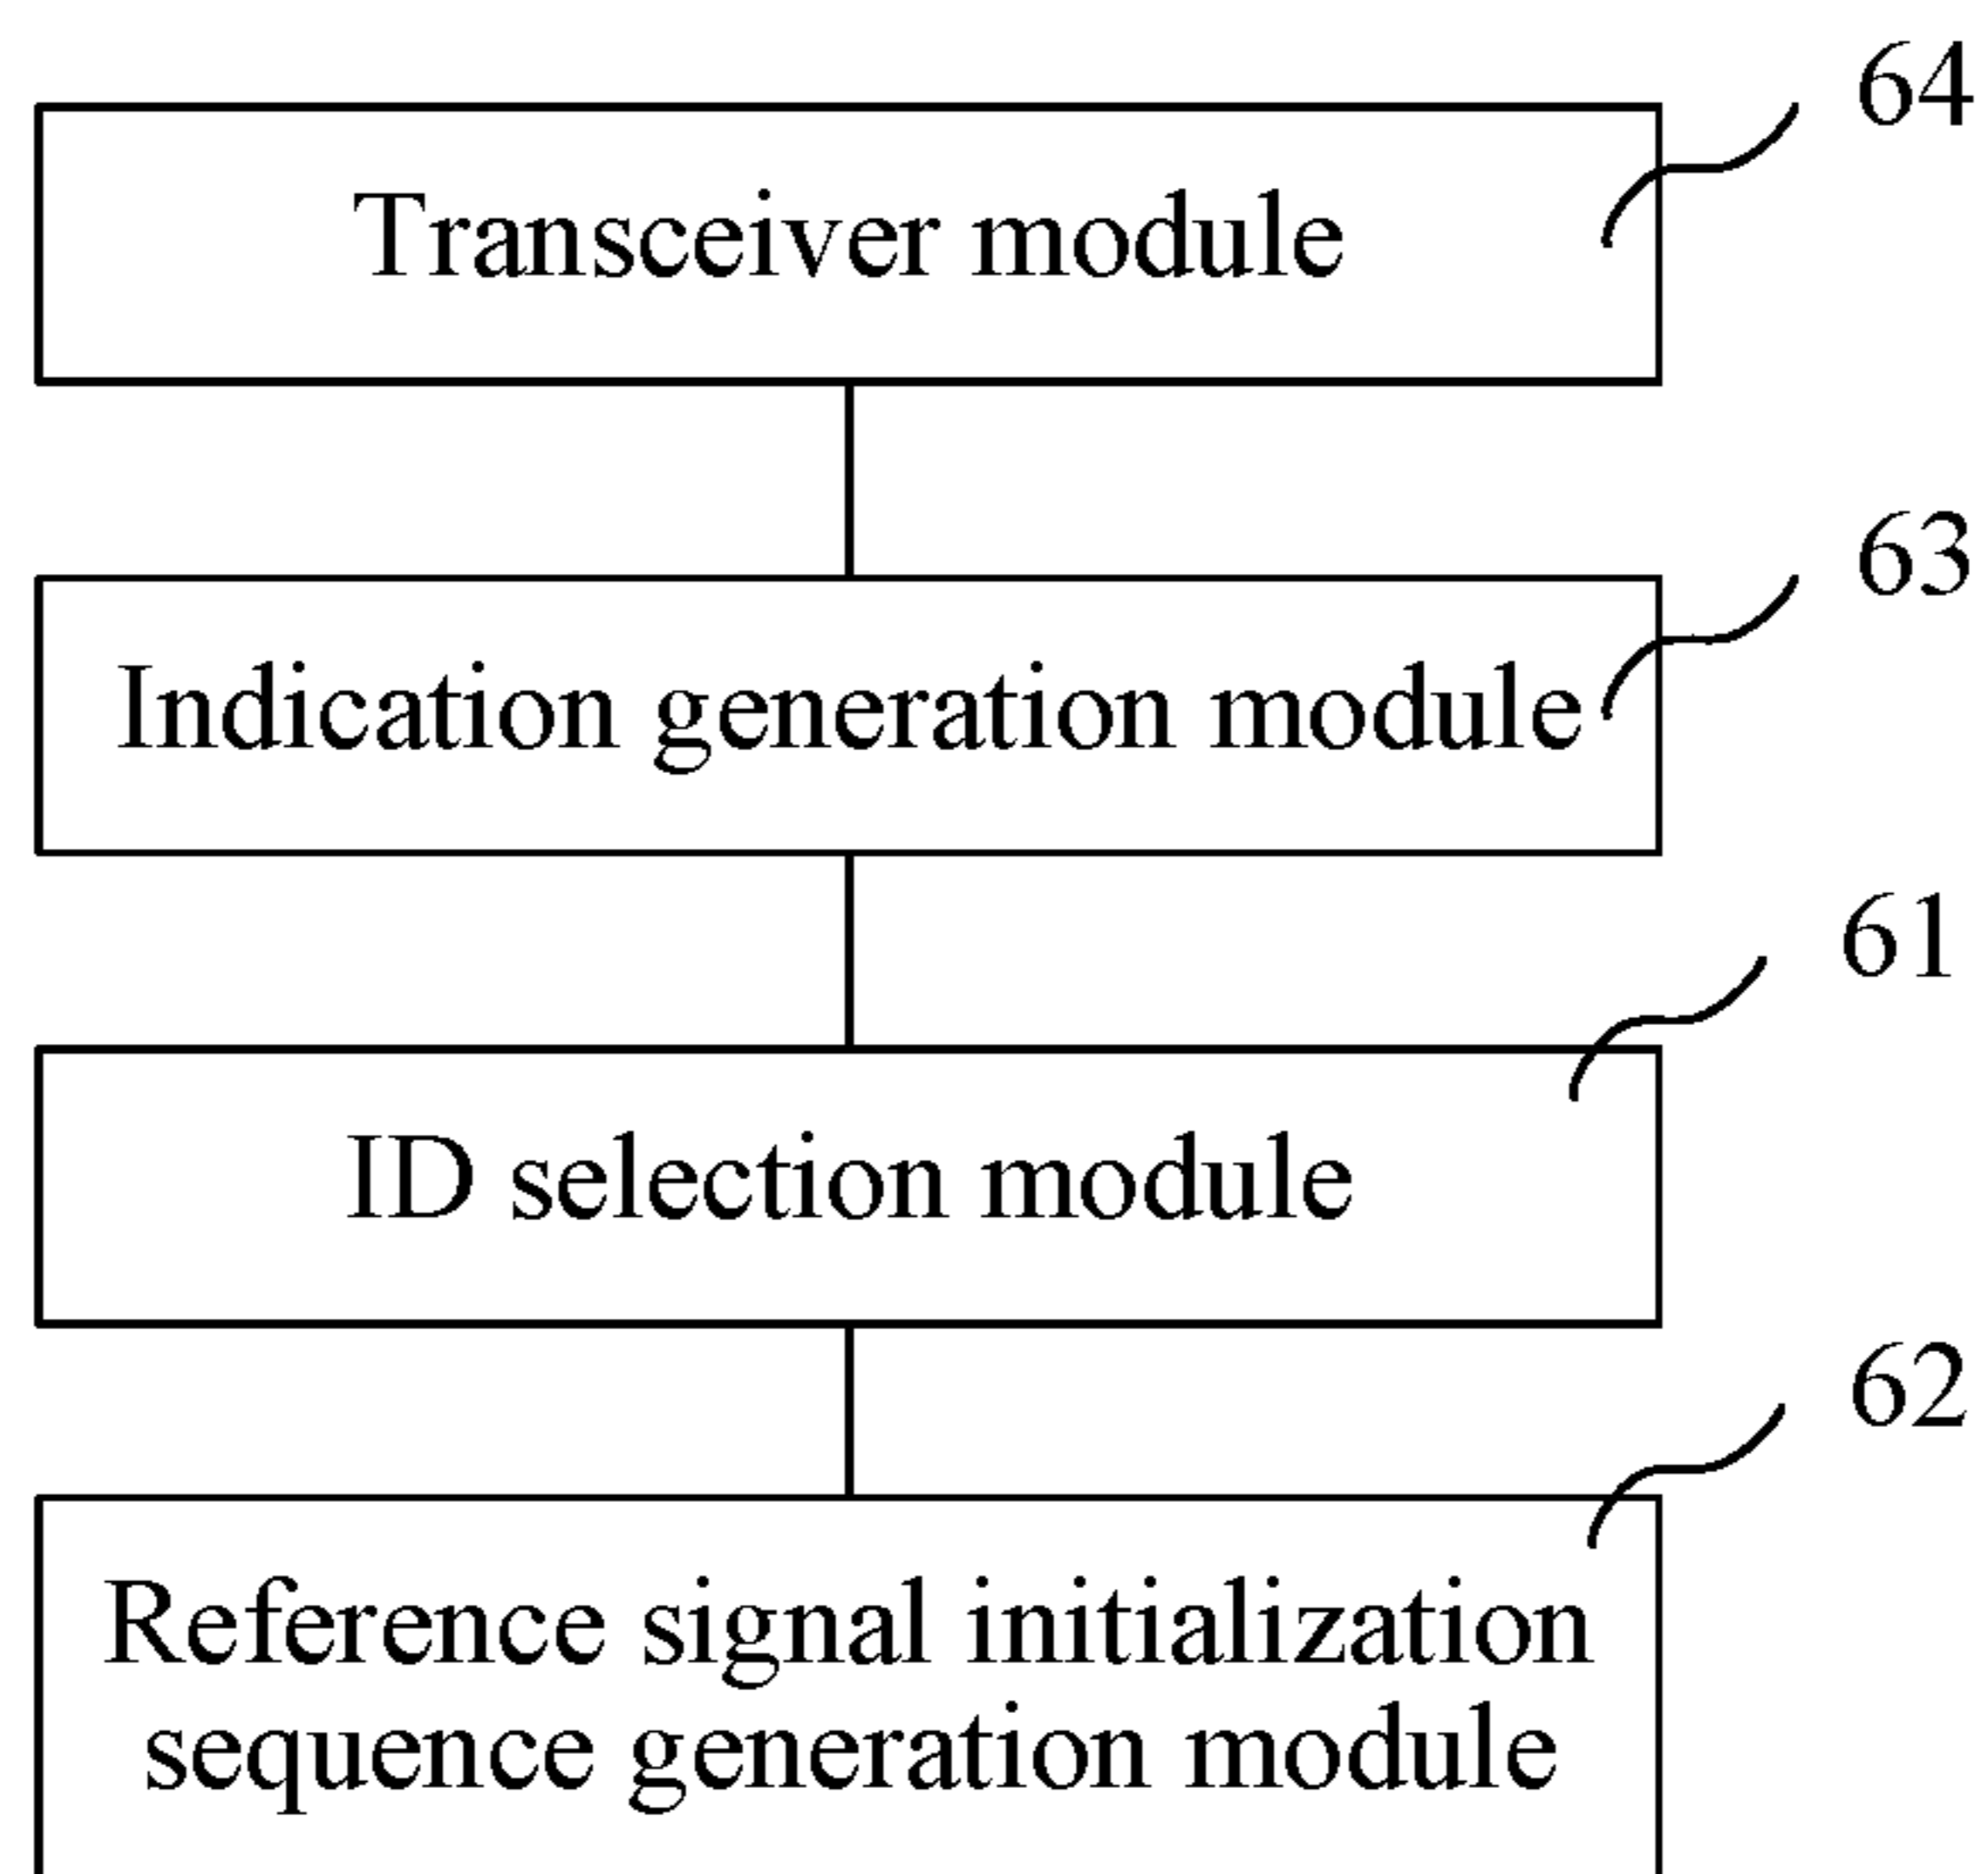 64
Transceiver module
63
Indication generation module
61
ID selection module
62
Reference signal initialization
sequence generation module